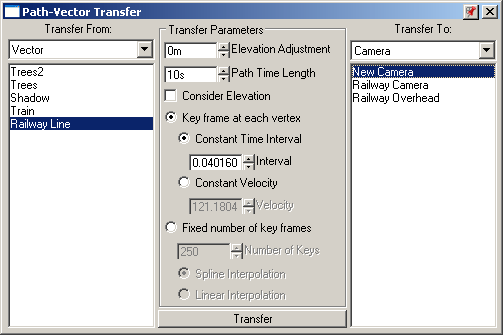 Path-Vector Transfer
Transfer From:
Vector
Trees2
Trees
Shadow
Train
Railway Line
Transfer Parameters
0m Elevation Adjustment
10s Path Time Length
Consider Elevation
Key frame at each vertex
Constant Time Interval
0.040160 Interval
Constant Velocity
121.1804 Velocity
Fixed number of key frames
250 Number of Keys
Spline Interpolation
Linear Interpolation
Transfer
Transfer To:
Camera
New Camera
Railway Camera
Railway Overhead